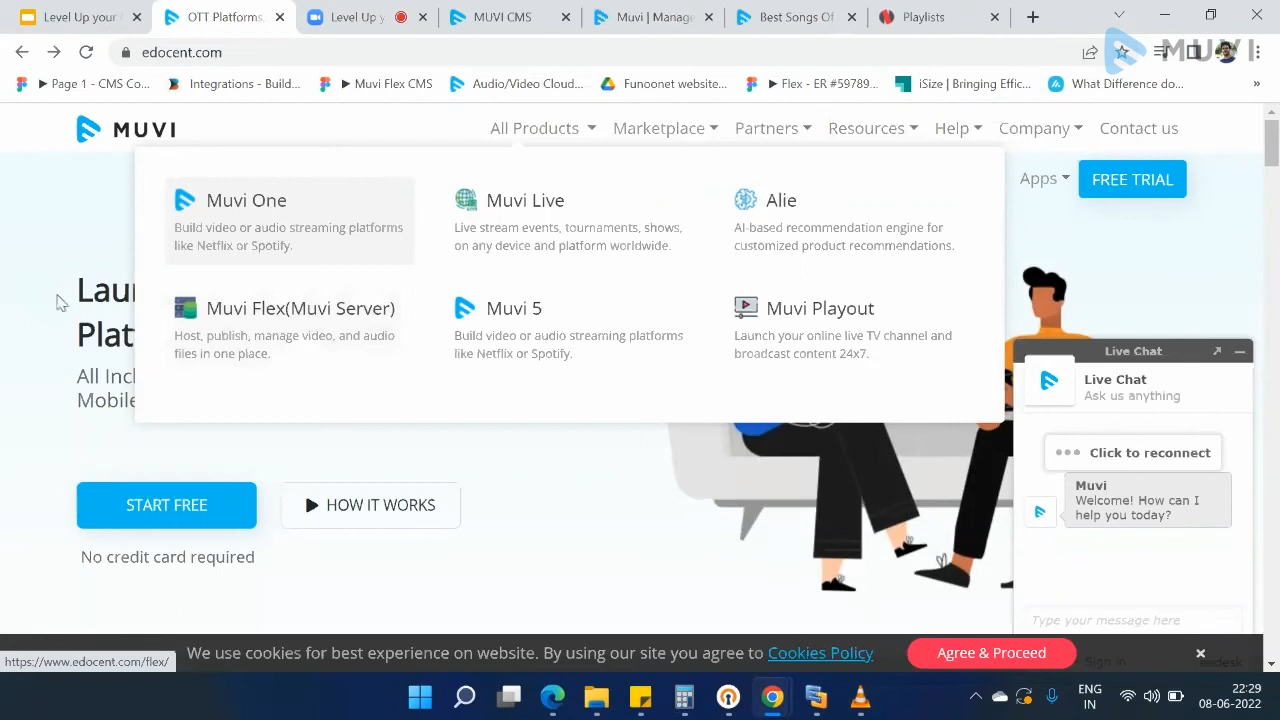 Level Up your
OTT Platforms
Level Up y
MUVI CMS
Muvi | Manage
Best Songs Of
Playlists
edocent.com
MUVI
▶Page 1 - CMS Co...
Integrations - Build...
▶ Muvi Flex CMS
Audio/Video Cloud...
Funoonet website...
▶ Flex - ER #59789...
iSize | Bringing Effic...
What Difference do...
»
MUVI
All Products
Marketplace
Partners
Resources
Help
Company
Contact us
Apps
FREE TRIAL
Muvi One
Build video or audio streaming platforms
like Netflix or Spotify.
Muvi Live
Live stream events, tournaments, shows,
on any device and platform worldwide.
Alie
AI-based recommendation engine for
customized product recommendations.
Muvi Flex(Muvi Server)
Host, publish, manage video, and audio
files in one place.
Muvi 5
Build video or audio streaming platforms
like Netflix or Spotify.
Muvi Playout
Launch your online live TV channel and
broadcast content 24x7.
Lau
Plat
All Incl
Mobile
START FREE
▶ HOW IT WORKS
No credit card required
Live Chat
Live Chat
Ask us anything
Click to reconnect
Muvi
Welcome! How can I
help you today?
Type your message here
Sign in
We use cookies for best experience on website. By using our site you agree to Cookies Policy
Agree & Proceed
https://www.edocent.com/flex/
ENG
IN
22:29
08-06-2022